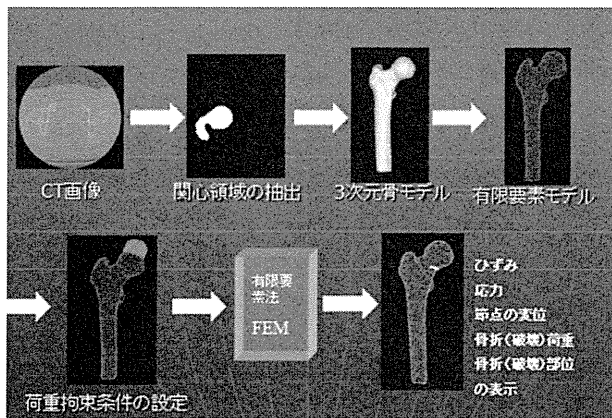 CT画像
関心領域の抽出
3次元骨モデル
有限要素モデル
荷重拘束条件の設定
有限要
素法
FEM
ひずみ
応力
節点の変位
骨折(破壊)荷重
骨折(破壊)部位
の表示